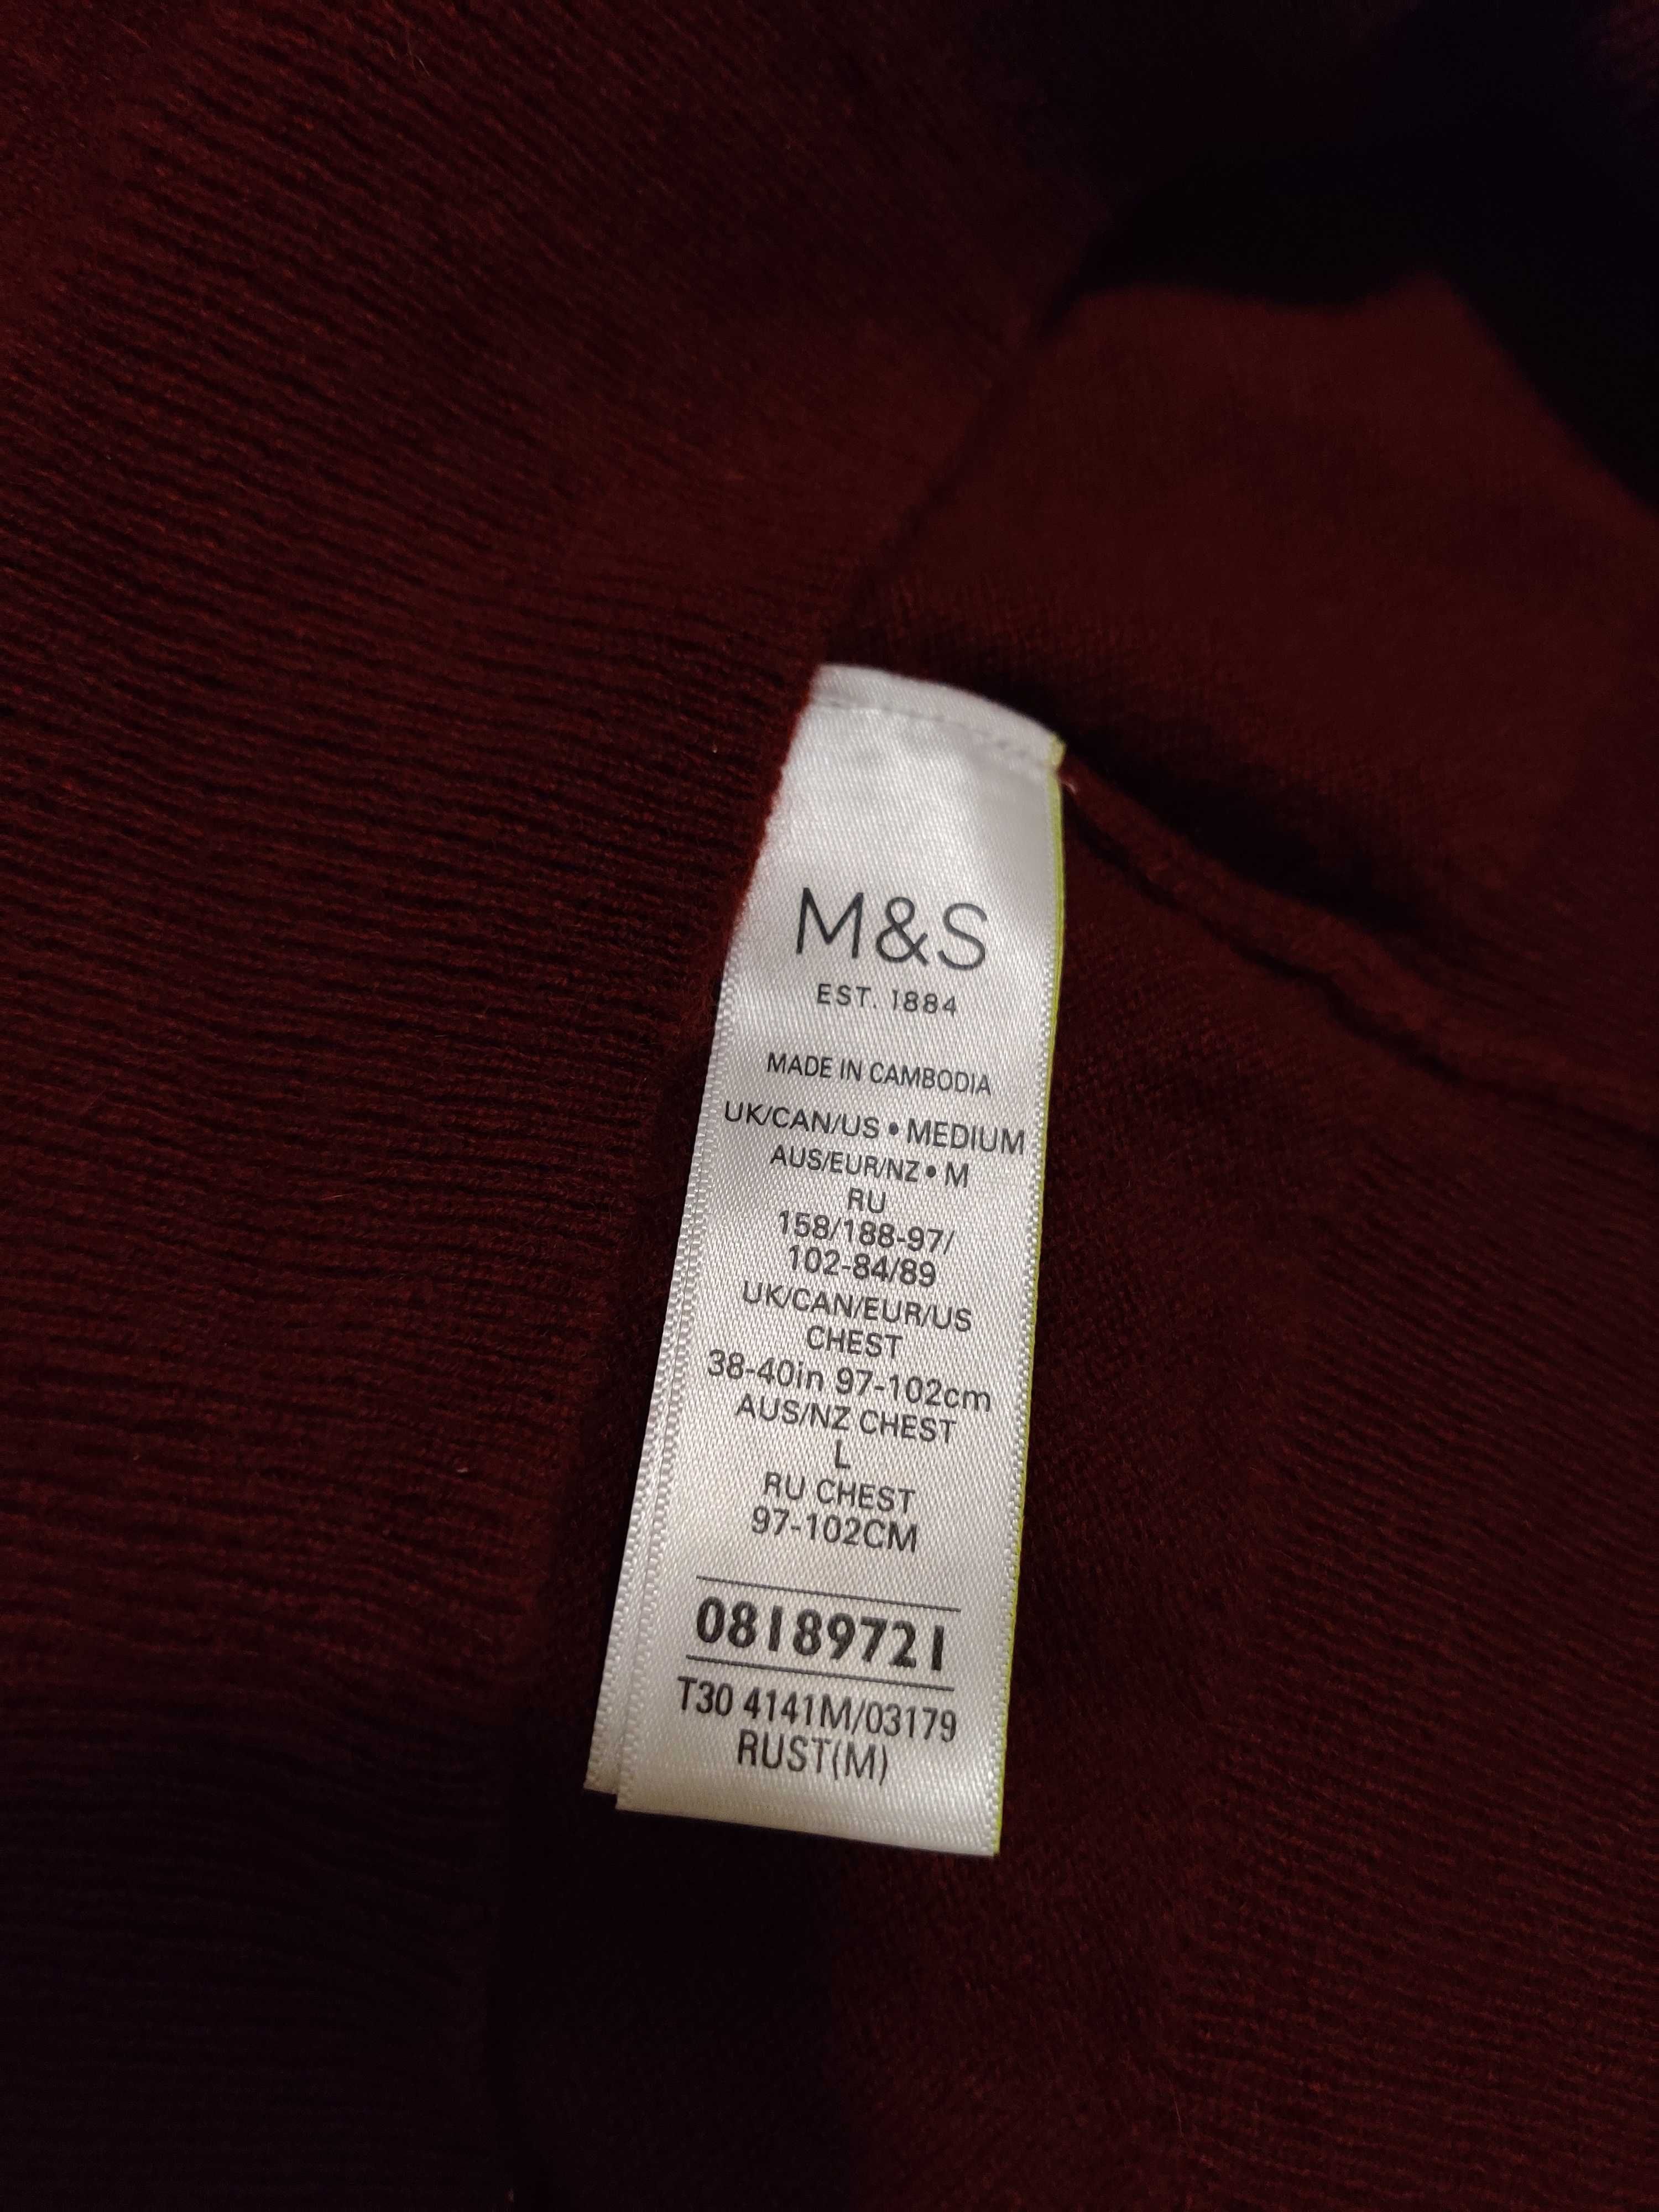 M&S
EST. 1884
MADE IN CAMBODIA
UK/CAN/US • MEDIUM
AUS/EUR/NZ • M
RU
158/188-97/
102-84/89
UK/CAN/EUR/US
CHEST
38-40in 97-102cm
AUS/NZ CHEST
L
RU CHEST
97-102CM
08189721
T30 4141M/03179
RUST(M)